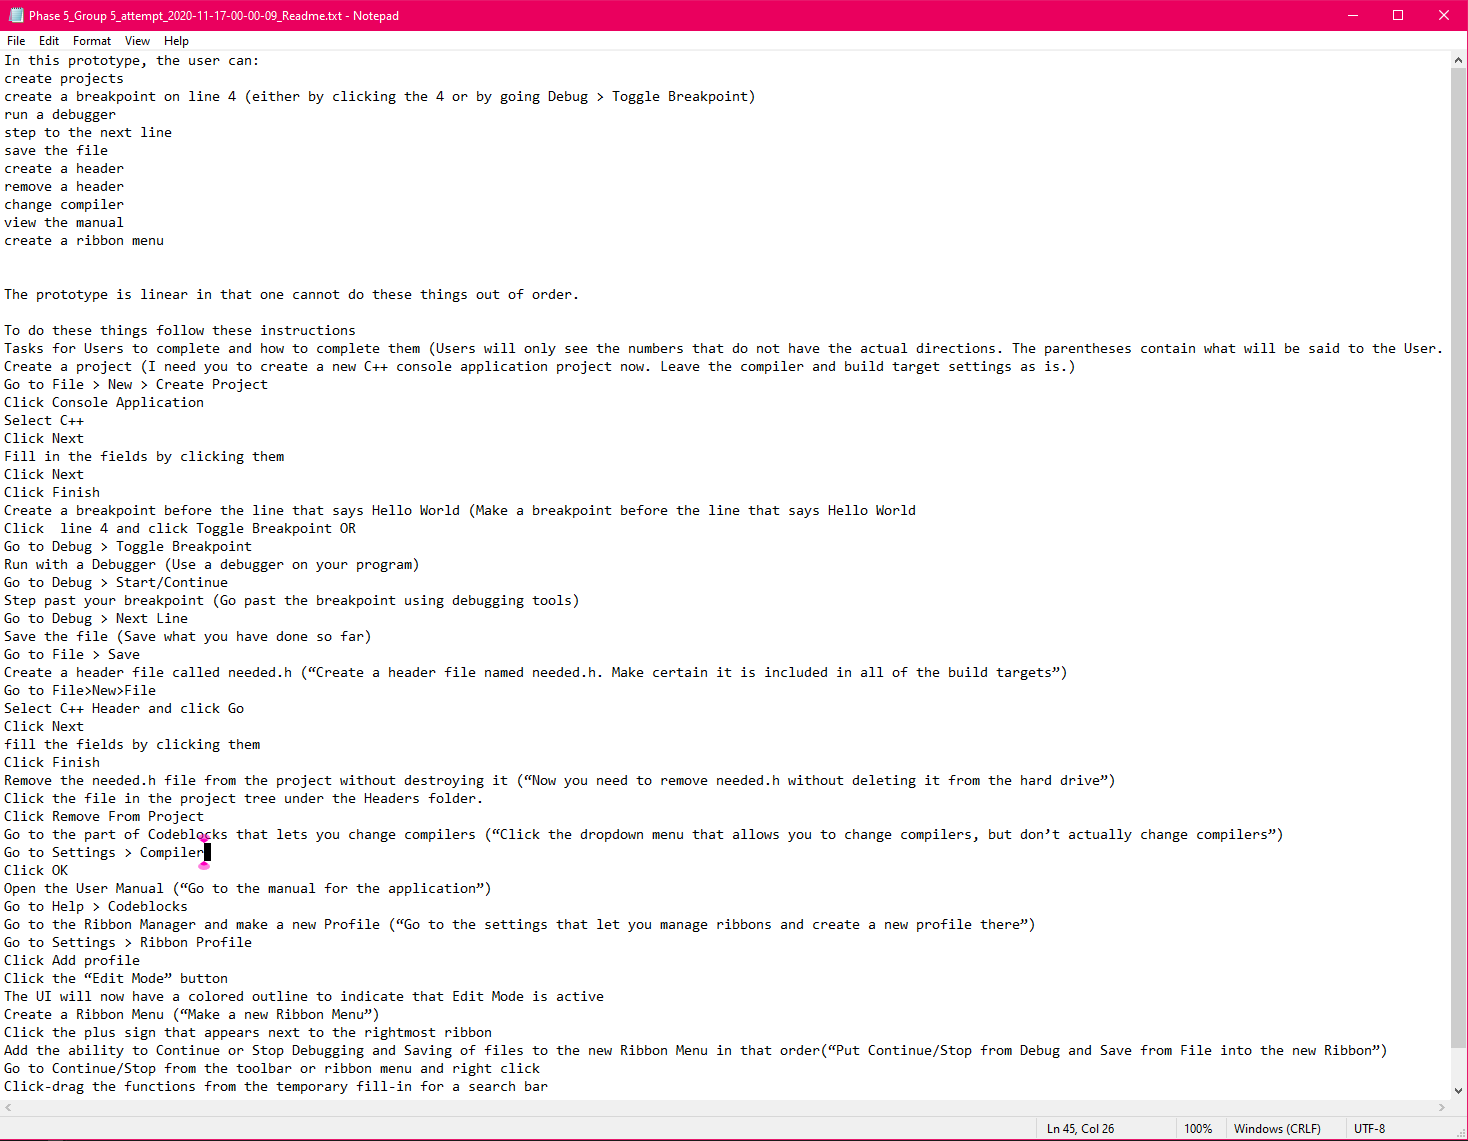 Phase 5_Group 5_attempt_2020-11-17-00-00-09_Readme.txt - Notepad
File Edit Format View Help
In this prototype, the user can:
create projects
create a breakpoint on line 4 (either by clicking the 4 or by going Debug > Toggle Breakpoint)
run a debugger
step to the next line
save the file
create a header
remove a header
change compiler
view the manual
create a ribbon menu
The prototype is linear in that one cannot do these things out of order.
To do these things follow these instructions
Tasks for Users to complete and how to complete them (Users will only see the numbers that do not have the actual directions. The parentheses contain what will be said to the User.
Create a project (I need you to create a new C++ console application project now. Leave the compiler and build target settings as is.)
Go to File > New > Create Project
Click Console Application
Select C++
Click Next
Fill in the fields by clicking them
Click Next
Click Finish
Create a breakpoint before the line that says Hello World (Make a breakpoint before the line that says Hello World
Click  line 4 and click Toggle Breakpoint OR
Go to Debug > Toggle Breakpoint
Run with a Debugger (Use a debugger on your program)
Go to Debug > Start/Continue
Step past your breakpoint (Go past the breakpoint using debugging tools)
Go to Debug > Next Line
Save the file (Save what you have done so far)
Go to File > Save
Create a header file called needed.h (“Create a header file named needed.h. Make certain it is included in all of the build targets”)
Go to File>New>File
Select C++ Header and click Go
Click Next
fill the fields by clicking them
Click Finish
Remove the needed.h file from the project without destroying it (“Now you need to remove needed.h without deleting it from the hard drive”)
Click the file in the project tree under the Headers folder.
Click Remove From Project
Go to the part of Codeblocks that lets you change compilers (“Click the dropdown menu that allows you to change compilers, but don’t actually change compilers”)
Go to Settings > Compiler
Click OK
Open the User Manual (“Go to the manual for the application”)
Go to Help > Codeblocks
Go to the Ribbon Manager and make a new Profile (“Go to the settings that let you manage ribbons and create a new profile there”)
Go to Settings > Ribbon Profile
Click Add profile
Click the “Edit Mode” button
The UI will now have a colored outline to indicate that Edit Mode is active
Create a Ribbon Menu (“Make a new Ribbon Menu”)
Click the plus sign that appears next to the rightmost ribbon
Add the ability to Continue or Stop Debugging and Saving of files to the new Ribbon Menu in that order(“Put Continue/Stop from Debug and Save from File into the new Ribbon”)
Go to Continue/Stop from the toolbar or ribbon menu and right click
Click-drag the functions from the temporary fill-in for a search bar
Ln 45, Col 26 100% Windows (CRLF) UTF-8